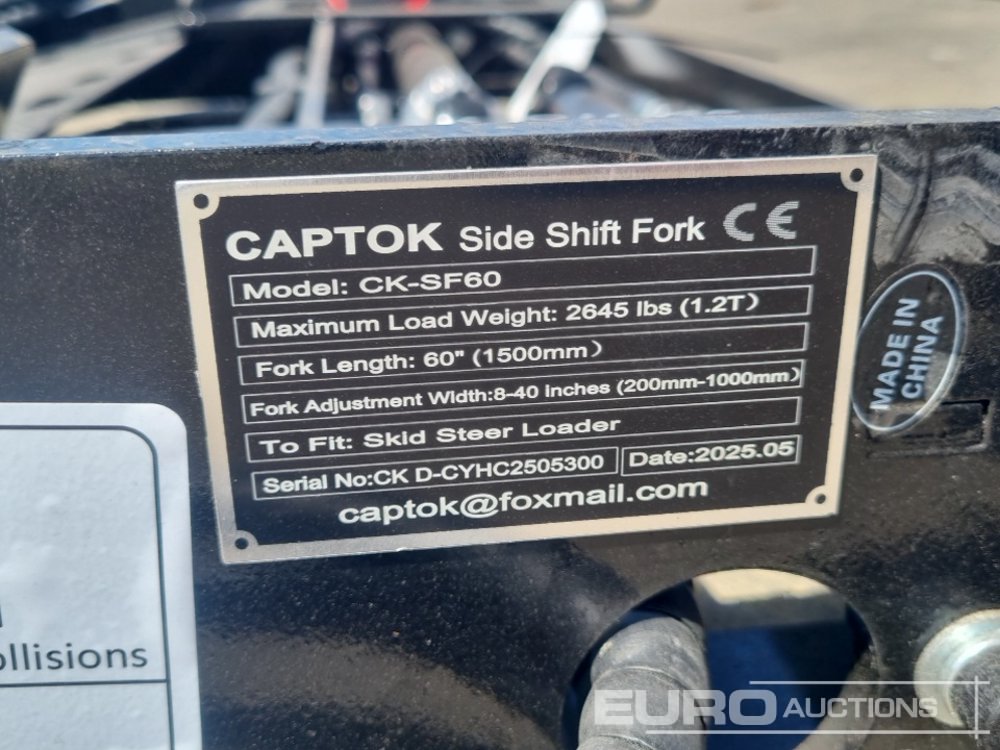 CAPTOK Side Shift Fork CE
Model: CK-SF60
Maximum Load Weight: 2645 lbs (1.2T)
Fork Length: 60" (1500mm)
Fork Adjustment Width:8-40 inches (200mm-1000mm)
To Fit: Skid Steer Loader
Serial No:CK D-CYHC2505300 Date:2025.05
captok@foxmail.com
MADE IN
CHINA
ollisions
EURO AUCTIONS